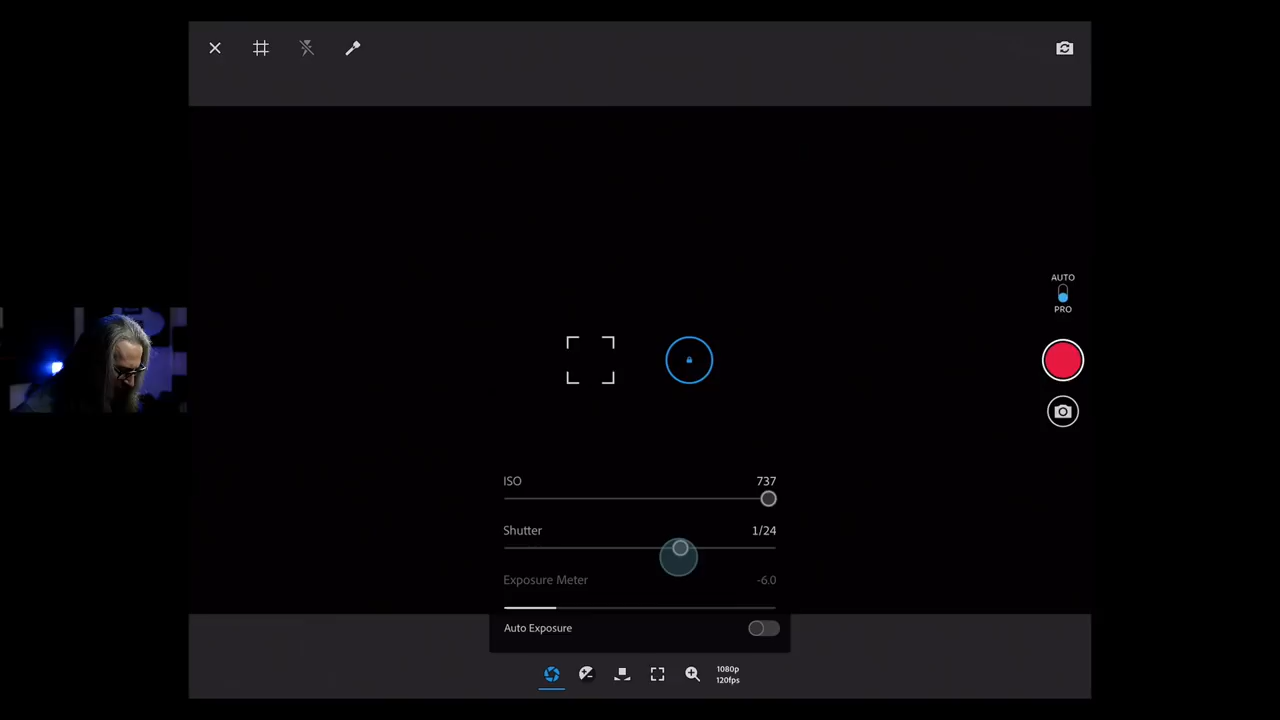 AUTO
PRO
ISO 737
Shutter 1/24
Exposure Meter -6.0
Auto Exposure
1080p
120fps